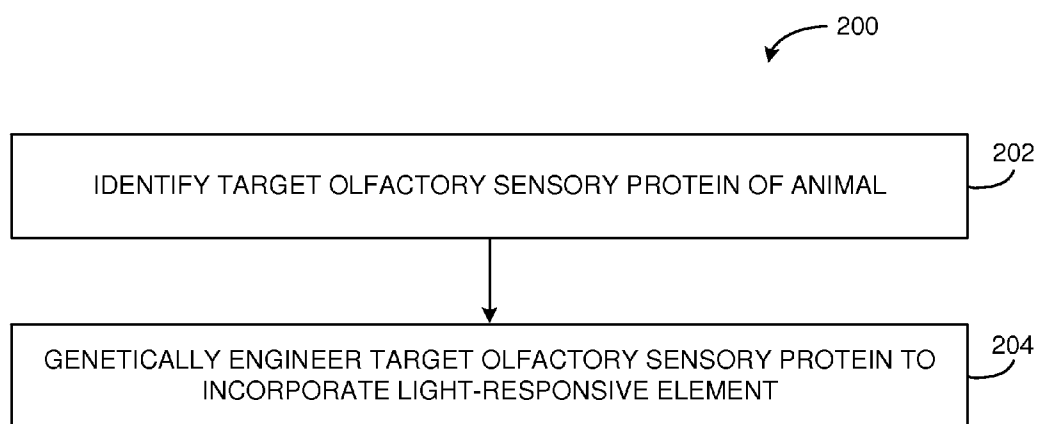 200
IDENTIFY TARGET OLFACTORY SENSORY PROTEIN OF ANIMAL
202
GENETICALLY ENGINEER TARGET OLFACTORY SENSORY PROTEIN TO
INCORPORATE LIGHT-RESPONSIVE ELEMENT
204